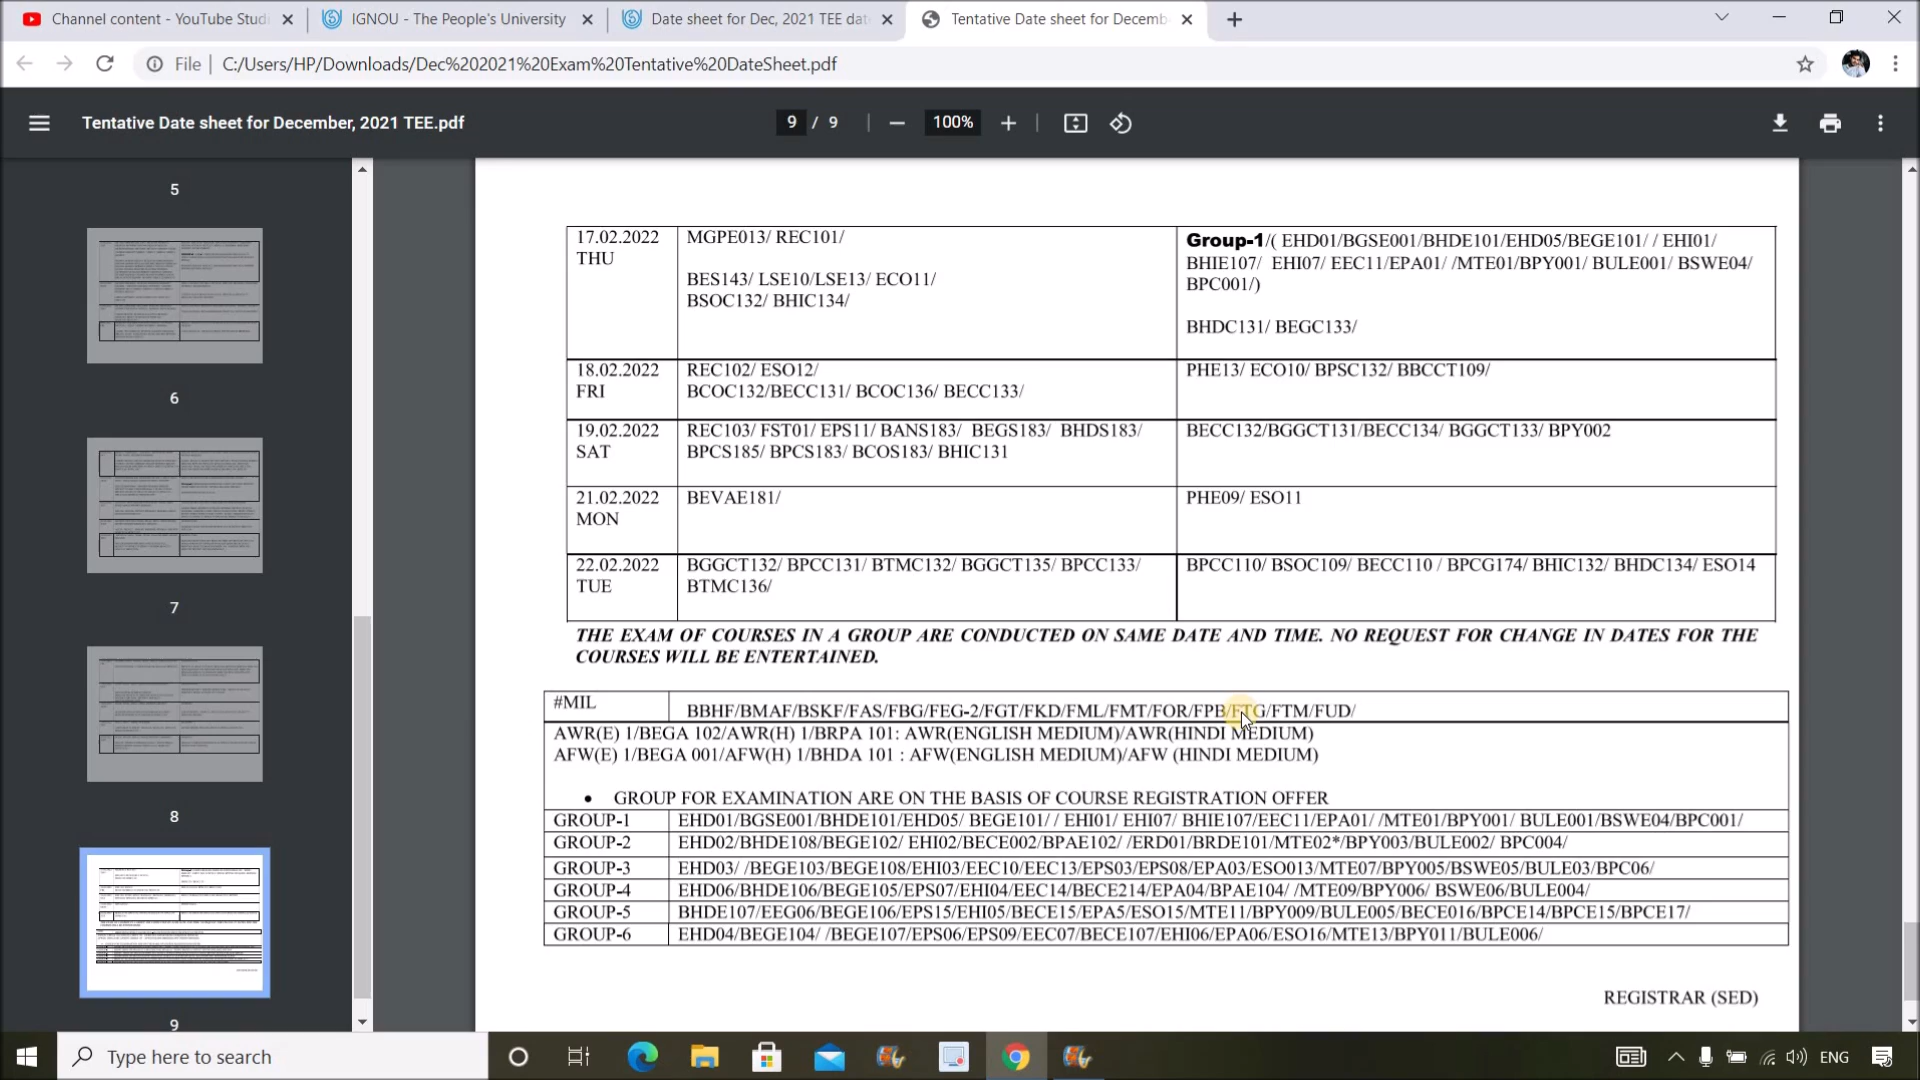 Channel content - YouTube Stud
IGNOU - The People's University
Date sheet for Dec, 2021 TEE dat
Tentative Date sheet for Decemb
File
C:/Users/HP/Downloads/Dec%202021%20Exam%20Tentative%20DateSheet.pdf
Tentative Date sheet for December, 2021 TEE.pdf
9 / 9
100%
5
6
7
8
9
17.02.2022
THU
MGPE013/ REC101/
BES143/ LSE10/LSE13/ ECO11/
BSOC132/ BHIC134/
Group-1/( EHD01/BGSE001/BHDE101/EHD05/BEGE101/ / EHI01/
BHIE107/ EHI07/ EEC11/EPA01/ /MTE01/BPY001/ BULE001/ BSWE04/
BPC001/)
BHDC131/ BEGC133/
18.02.2022
FRI
REC102/ ESO12/
BCOC132/BECC131/ BCOC136/ BECC133/
PHE13/ ECO10/ BPSC132/ BBCCT109/
19.02.2022
SAT
REC103/ FST01/ EPS11/ BANS183/ BEGS183/ BHDS183/
BPCS185/ BPCS183/ BCOS183/ BHIC131
BECC132/BGGCT131/BECC134/ BGGCT133/ BPY002
21.02.2022
MON
BEVAE181/
PHE09/ ESO11
22.02.2022
TUE
BGGCT132/ BPCC131/ BTMC132/ BGGCT135/ BPCC133/
BTMC136/
BPCC110/ BSOC109/ BECC110 / BPCG174/ BHIC132/ BHDC134/ ESO14
THE EXAM OF COURSES IN A GROUP ARE CONDUCTED ON SAME DATE AND TIME. NO REQUEST FOR CHANGE IN DATES FOR THE
COURSES WILL BE ENTERTAINED.
#MIL
BBHF/BMAF/BSKF/FAS/FBG/FEG-2/FGT/FKD/FML/FMT/FOR/FPB/FTG/FTM/FUD/
AWR(E) 1/BEGA 102/AWR(H) 1/BRPA 101: AWR(ENGLISH MEDIUM)/AWR(HINDI MEDIUM)
AFW(E) 1/BEGA 001/AFW(H) 1/BHDA 101 : AFW(ENGLISH MEDIUM)/AFW (HINDI MEDIUM)
• GROUP FOR EXAMINATION ARE ON THE BASIS OF COURSE REGISTRATION OFFER
GROUP-1 EHD01/BGSE001/BHDE101/EHD05/ BEGE101/ / EHI01/ EHI07/ BHIE107/EEC11/EPA01/ /MTE01/BPY001/ BULE001/BSWE04/BPC001/
GROUP-2 EHD02/BHDE108/BEGE102/ EHI02/BECE002/BPAE102/ /ERD01/BRDE101/MTE02*/BPY003/BULE002/ BPC004/
GROUP-3 EHD03/ /BEGE103/BEGE108/EHI03/EEC10/EEC13/EPS03/EPS08/EPA03/ESO013/MTE07/BPY005/BSWE05/BULE03/BPC06/
GROUP-4 EHD06/BHDE106/BEGE105/EPS07/EHI04/EEC14/BECE214/EPA04/BPAE104/ /MTE09/BPY006/ BSWE06/BULE004/
GROUP-5 BHDE107/EEG06/BEGE106/EPS15/EHI05/BECE15/EPA5/ESO15/MTE11/BPY009/BULE005/BECE016/BPCE14/BPCE15/BPCE17/
GROUP-6 EHD04/BEGE104/ /BEGE107/EPS06/EPS09/EEC07/BECE107/EHI06/EPA06/ESO16/MTE13/BPY011/BULE006/
REGISTRAR (SED)
Type here to search
ENG